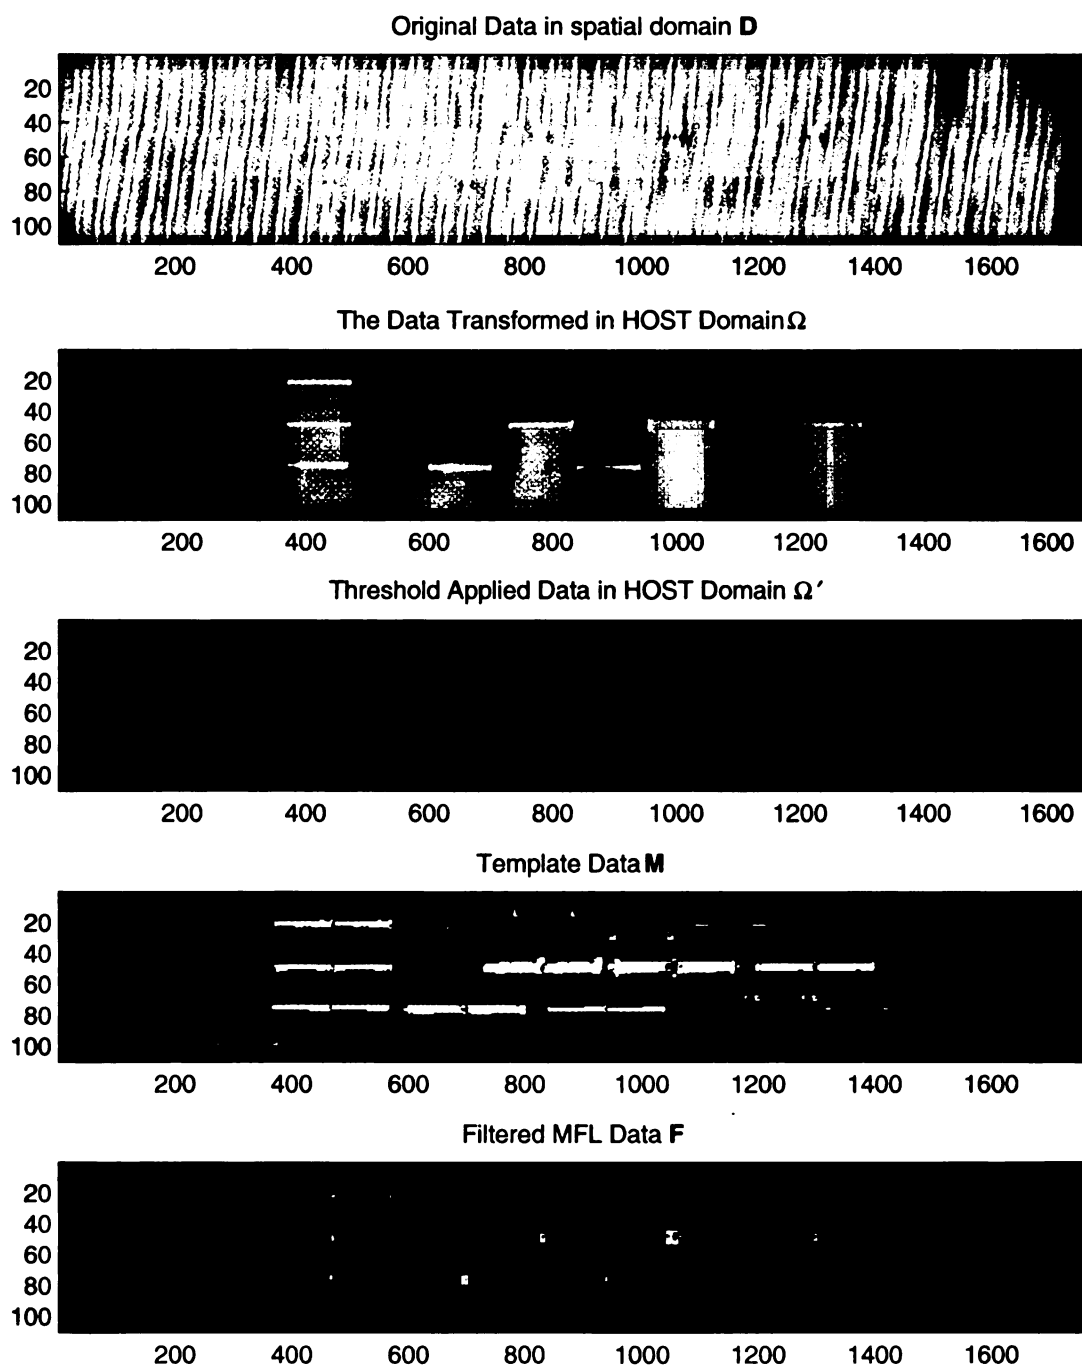 Original Data in spatial domain D
20
40
60
80
100
200 400 600 800 1000 1200 1400 1600
The Data Transformed in HOST Domain Ω
20
40
60
80
100
200 400 600 800 1000 1200 1400 1600
Threshold Applied Data in HOST Domain Ω′
20
40
60
80
100
200 400 600 800 1000 1200 1400 1600
Template Data M
20
40
60
80
100
200 400 600 800 1000 1200 1400 1600
Filtered MFL Data F
20
40
60
80
100
200 400 600 800 1000 1200 1400 1600